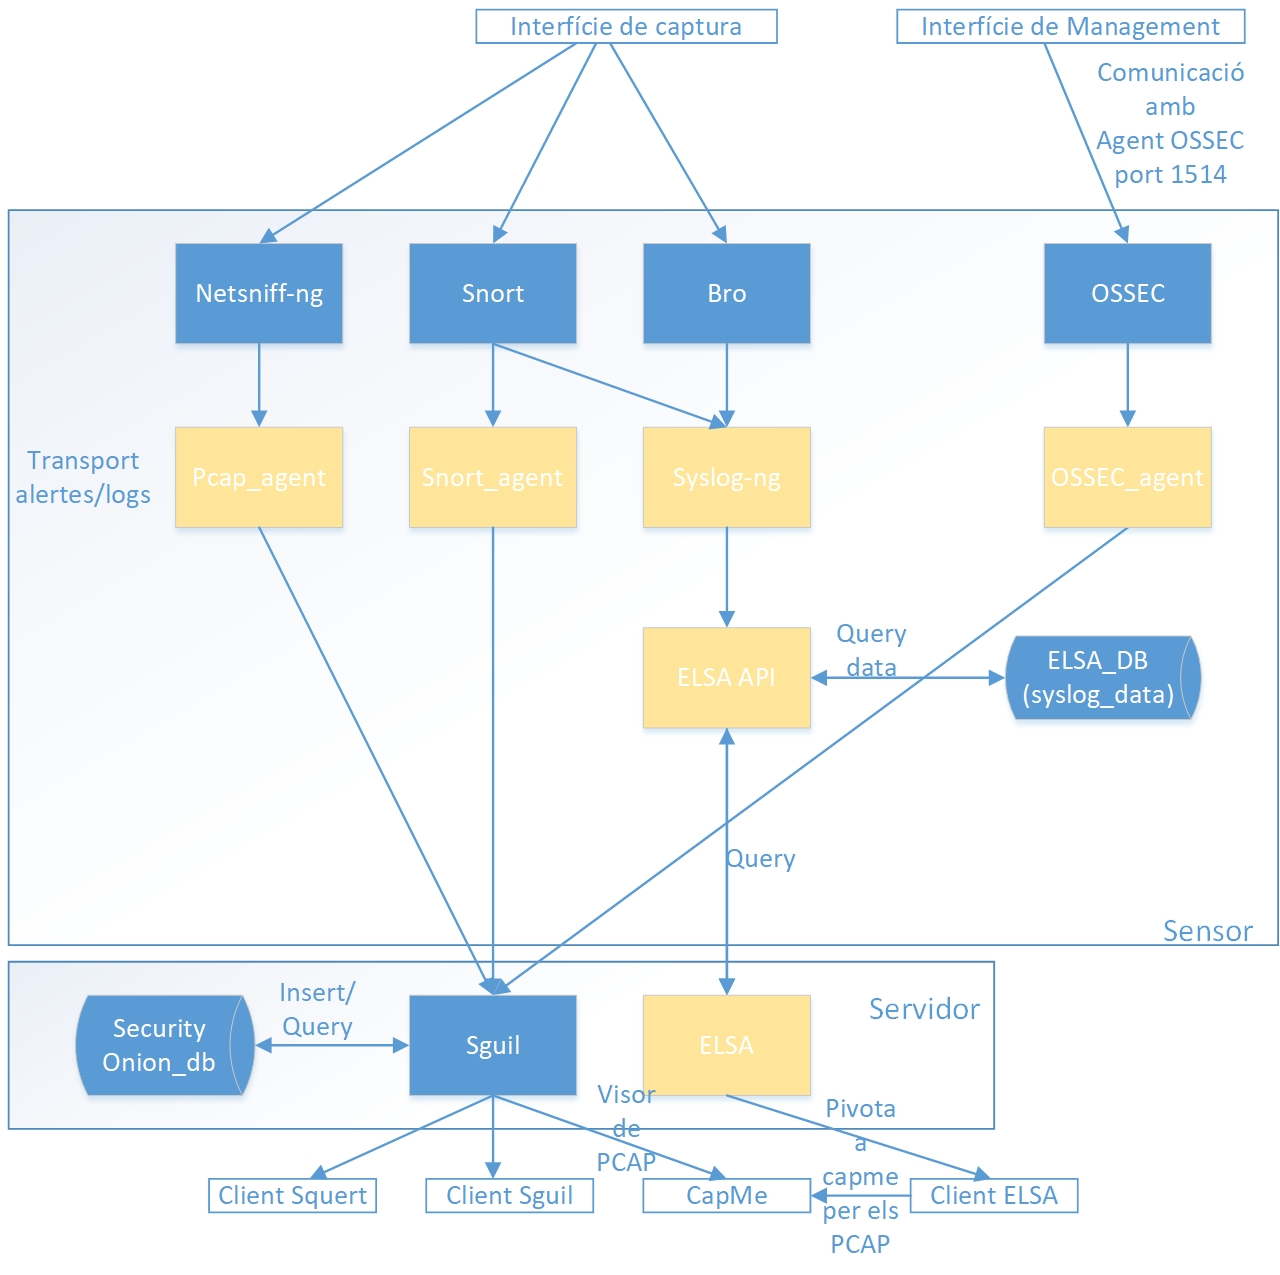 Interfície de captura
Interfície de Management
Comunicació
amb
Agent OSSEC
port 1514
Netsniff-ng
Snort
Bro
OSSEC
Transport
alertes/logs
Pcap_agent
Snort_agent
Syslog-ng
OSSEC_agent
ELSA API
Query
data
ELSA_DB
(syslog_data)
Query
Sensor
Servidor
Security
Onion_db
Insert/
Query
Sguil
ELSA
Visor
de
PCAP
Pivota
a
capme
per els
PCAP
Client Squert
Client Sguil
CapMe
Client ELSA